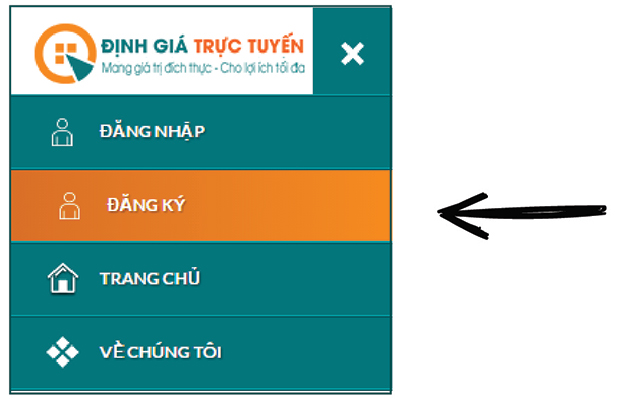 ĐỊNH GIÁ TRỰC TUYẾN
Mang giá trị đích thực - Cho lợi ích tối đa
ĐĂNG NHẬP
ĐĂNG KÝ
TRANG CHỦ
VỀ CHÚNG TÔI